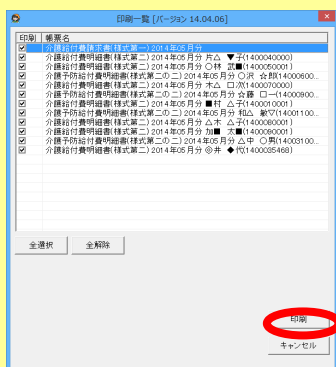 印刷一覧 [バージョン 14.04.06]
印刷 帳票名
介護給付費請求書(様式第一) 2014年05月分
介護給付費明細書(様式第二) 2014年05月分 片△ ▼子(1400040000)
介護給付費明細書(様式第二) 2014年05月分 ○林 武■(1400050001)
介護予防給付費明細書(様式第二の二) 2014年05月分 ○沢 ☆郎(14000600...
介護給付費明細書(様式第二) 2014年05月分 木△ 口次(1400070000)
介護予防給付費明細書(様式第二の二) 2014年05月分 ☆藤 ロー(14000900...
介護給付費明細書(様式第二) 2014年05月分 ■村 △子(1400010001)
介護予防給付費明細書(様式第二の二) 2014年05月分 和△ 敏▽(14001100...
介護給付費明細書(様式第二) 2014年05月分 △木 △子(1400080001)
介護給付費明細書(様式第二) 2014年05月分 加■ 太■(1400090001)
介護予防給付費明細書(様式第二の二) 2014年05月分 △中 ○男(14003100...
介護給付費明細書(様式第二) 2014年05月分 ◎井 ◆代(1400035468)
全選択 全解除
印刷
キャンセル